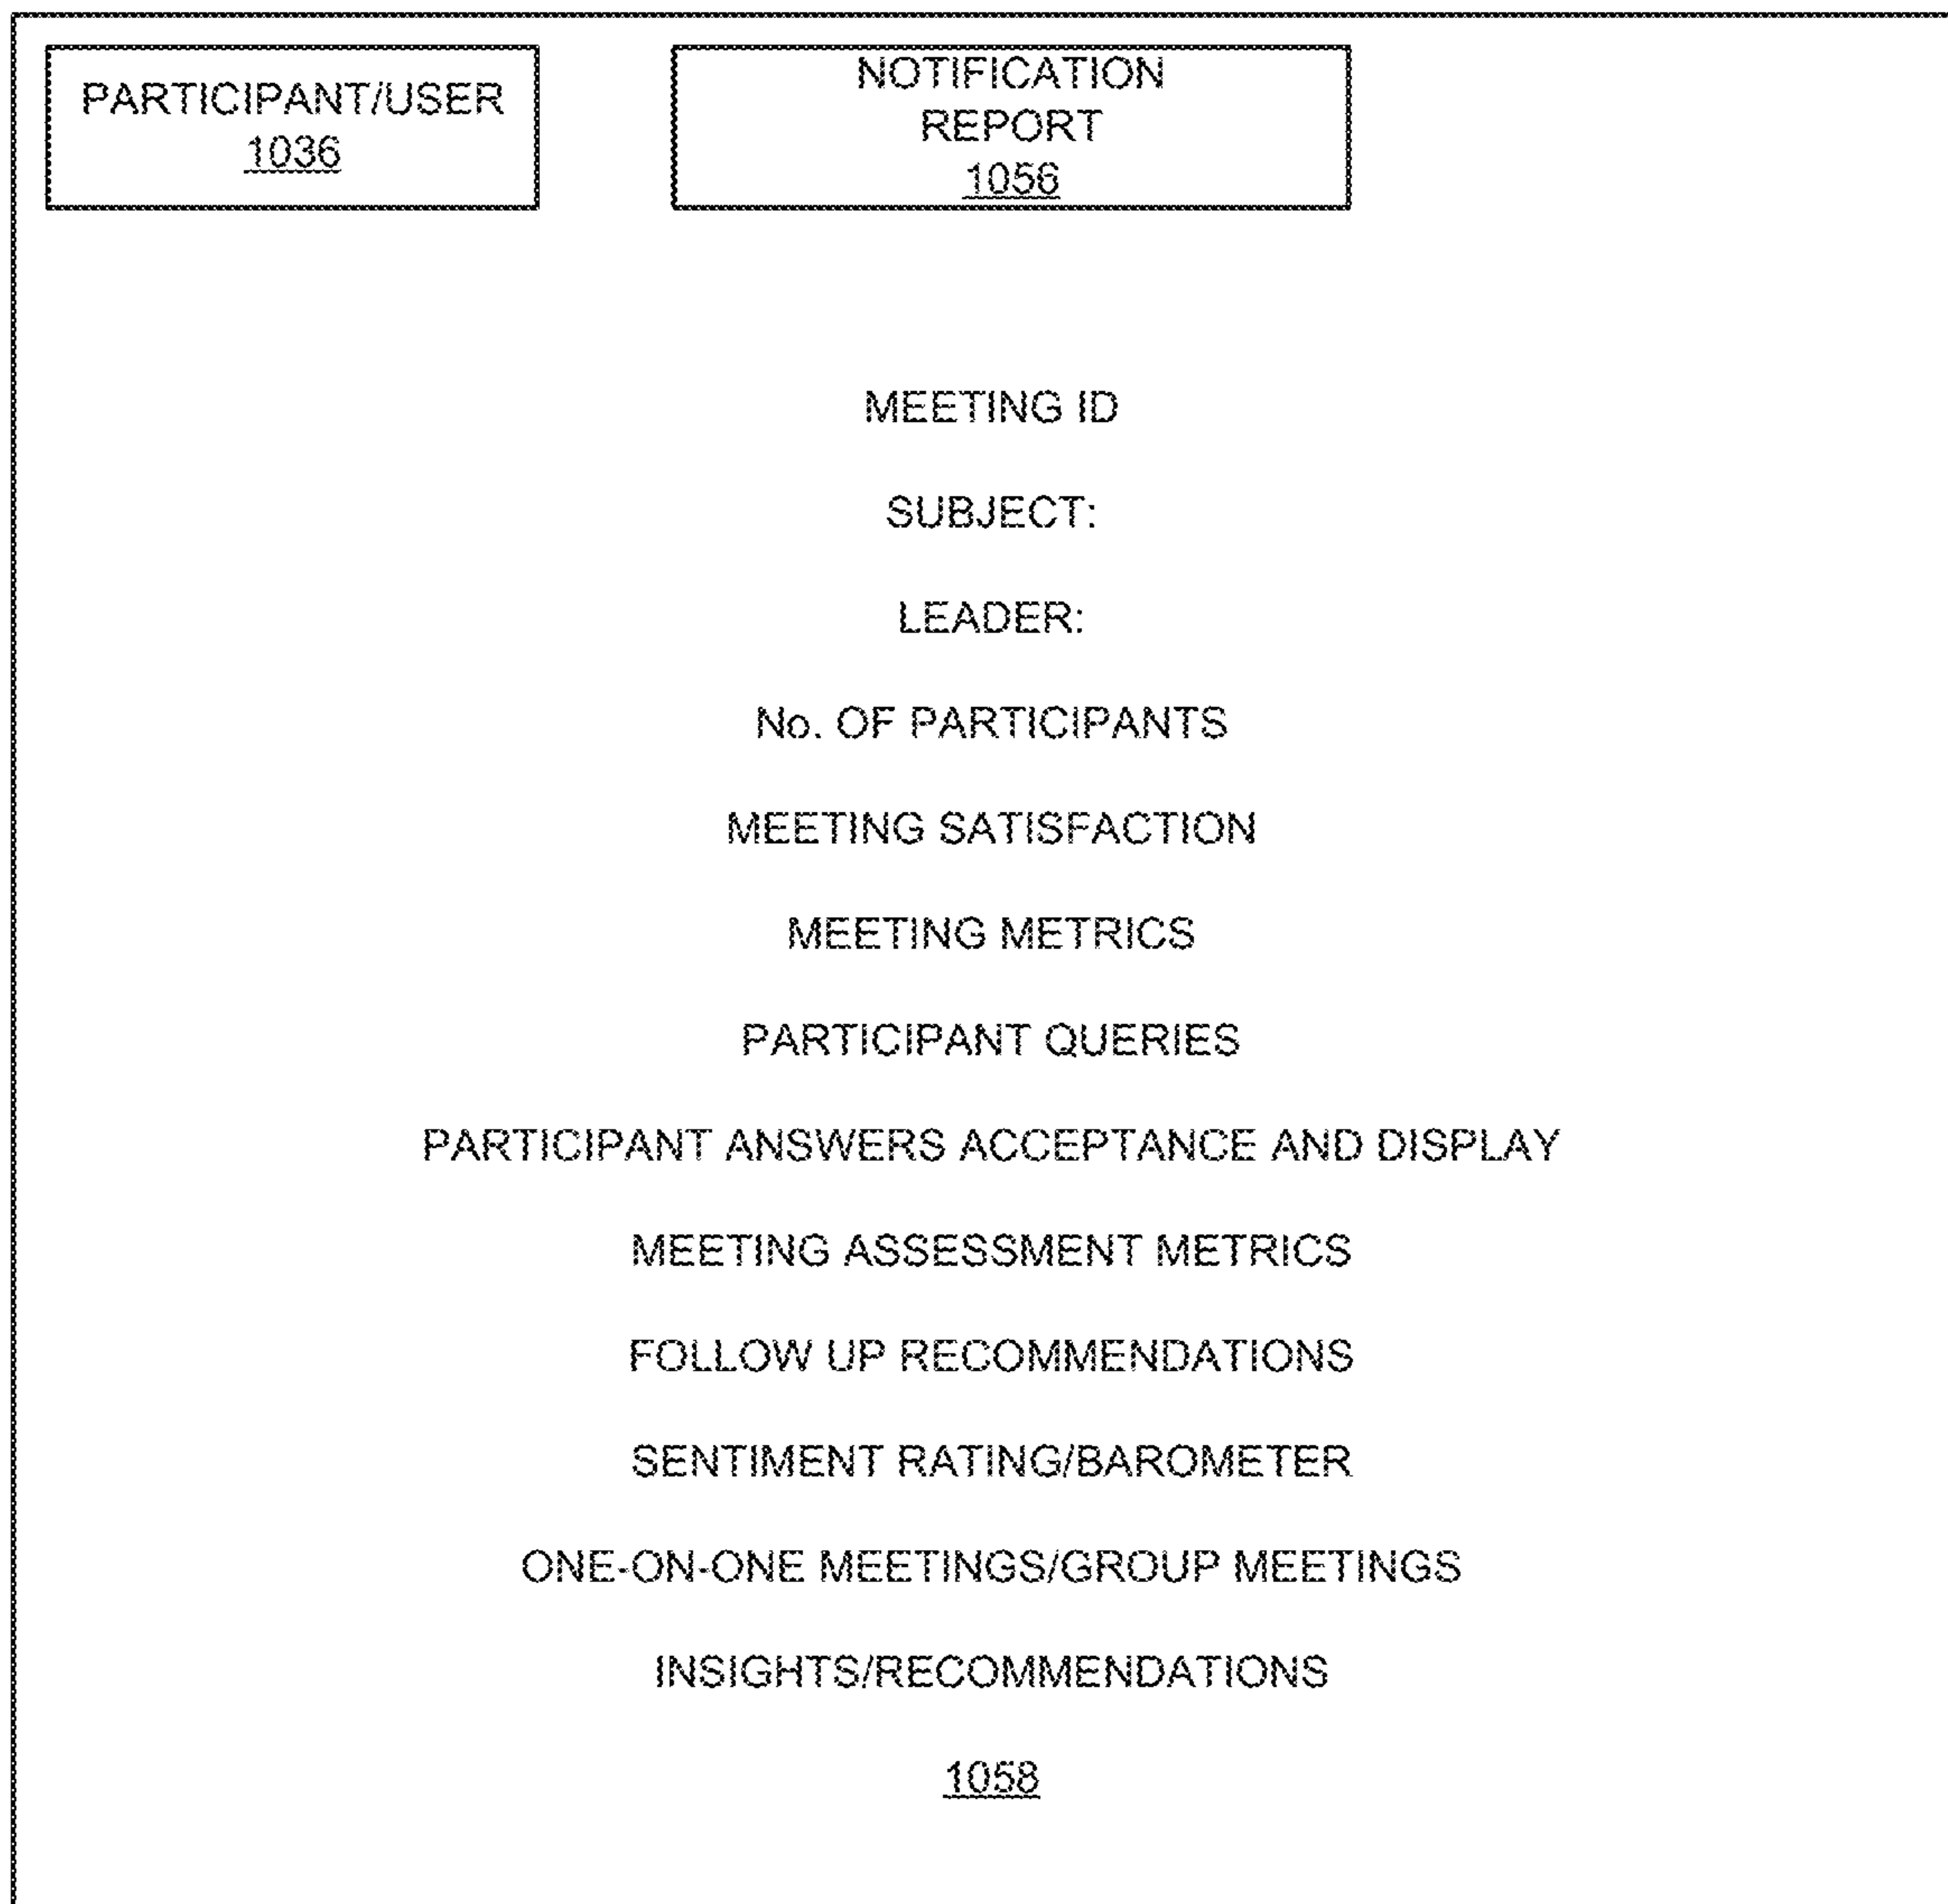 PARTICIPANT/USER
1036
NOTIFICATION
REPORT
1056
MEETING ID
SUBJECT:
LEADER:
No. OF PARTICIPANTS
MEETING SATISFACTION
MEETING METRICS
PARTICIPANT QUERIES
PARTICIPANT ANSWERS ACCEPTANCE AND DISPLAY
MEETING ASSESSMENT METRICS
FOLLOW UP RECOMMENDATIONS
SENTIMENT RATING/BAROMETER
ONE-ON-ONE MEETINGS/GROUP MEETINGS
INSIGHTS/RECOMMENDATIONS
1058